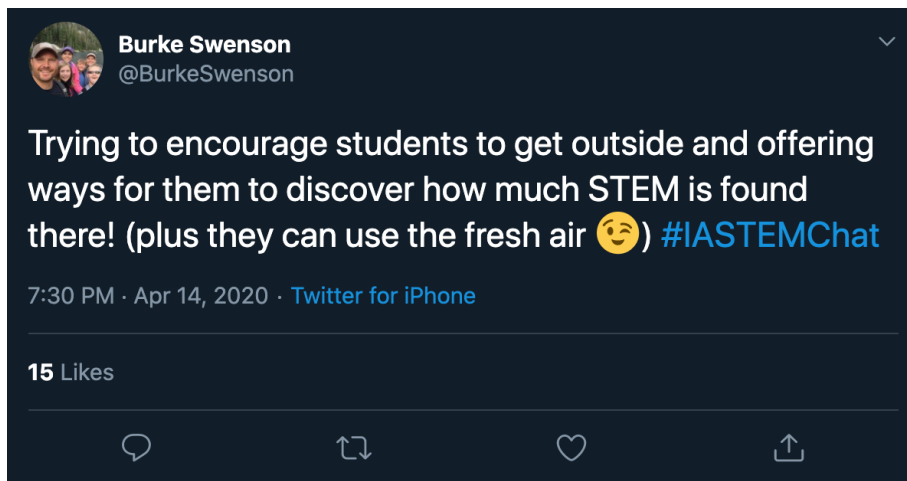 Burke Swenson
@BurkeSwenson
Trying to encourage students to get outside and offering
ways for them to discover how much STEM is found
there! (plus they can use the fresh air 😉) #IASTEMChat
7:30 PM · Apr 14, 2020 · Twitter for iPhone
15 Likes